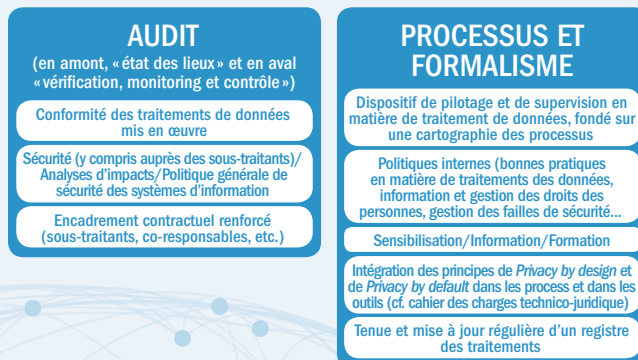 AUDIT
(en amont, «état des lieux» et en aval
«vérification, monitoring et contrôle»)
Conformité des traitements de données
mis en œuvre
Sécurité (y compris auprès des sous-traitants)/
Analyses d'impacts/Politique générale de
sécurité des systèmes d'information
Encadrement contractuel renforcé
(sous-traitants, co-responsables, etc.)
PROCESSUS ET
FORMALISME
Dispositif de pilotage et de supervision en
matière de traitement de données, fondé sur
une cartographie des processus
Politiques internes (bonnes pratiques
en matière de traitements des données,
information et gestion des droits des
personnes, gestion des failles de sécurité...
Sensibilisation/Information/Formation
Intégration des principes de Privacy by design et
de Privacy by default dans les process et dans les
outils (cf. cahier des charges technico-juridique)
Tenue et mise à jour régulière d'un registre
des traitements